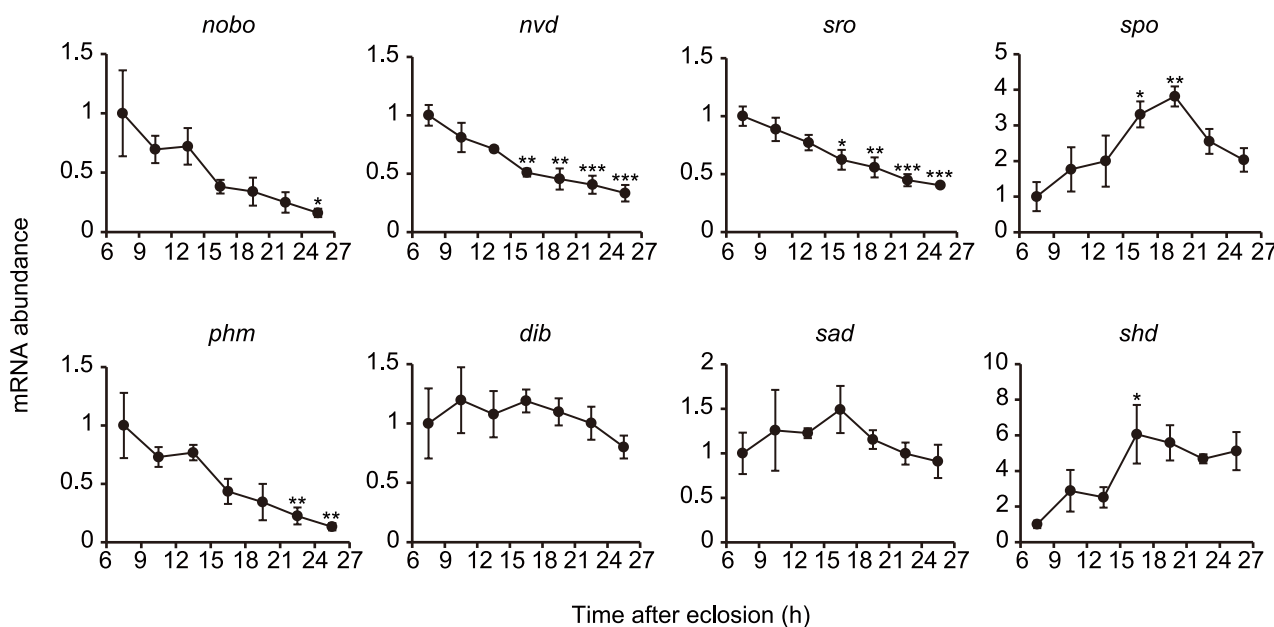 nobo nvd sro spo
1.5 1.5 1.5 5
4
1 1 1 3
0.5 0.5 0.5 2
1
0 0 0 0
* ** ** *** *** * ** *** *** * **
6 9 12 15 18 21 24 27 6 9 12 15 18 21 24 27 6 9 12 15 18 21 24 27 6 9 12 15 18 21 24 27
mRNA abundance
phm dib sad shd
1.5 1.5 2 10
8
1 1 1.5 6
1
0.5 0.5 4
0.5 2
0 0 0 0
** ** *
6 9 12 15 18 21 24 27 6 9 12 15 18 21 24 27 6 9 12 15 18 21 24 27 6 9 12 15 18 21 24 27
Time after eclosion (h)